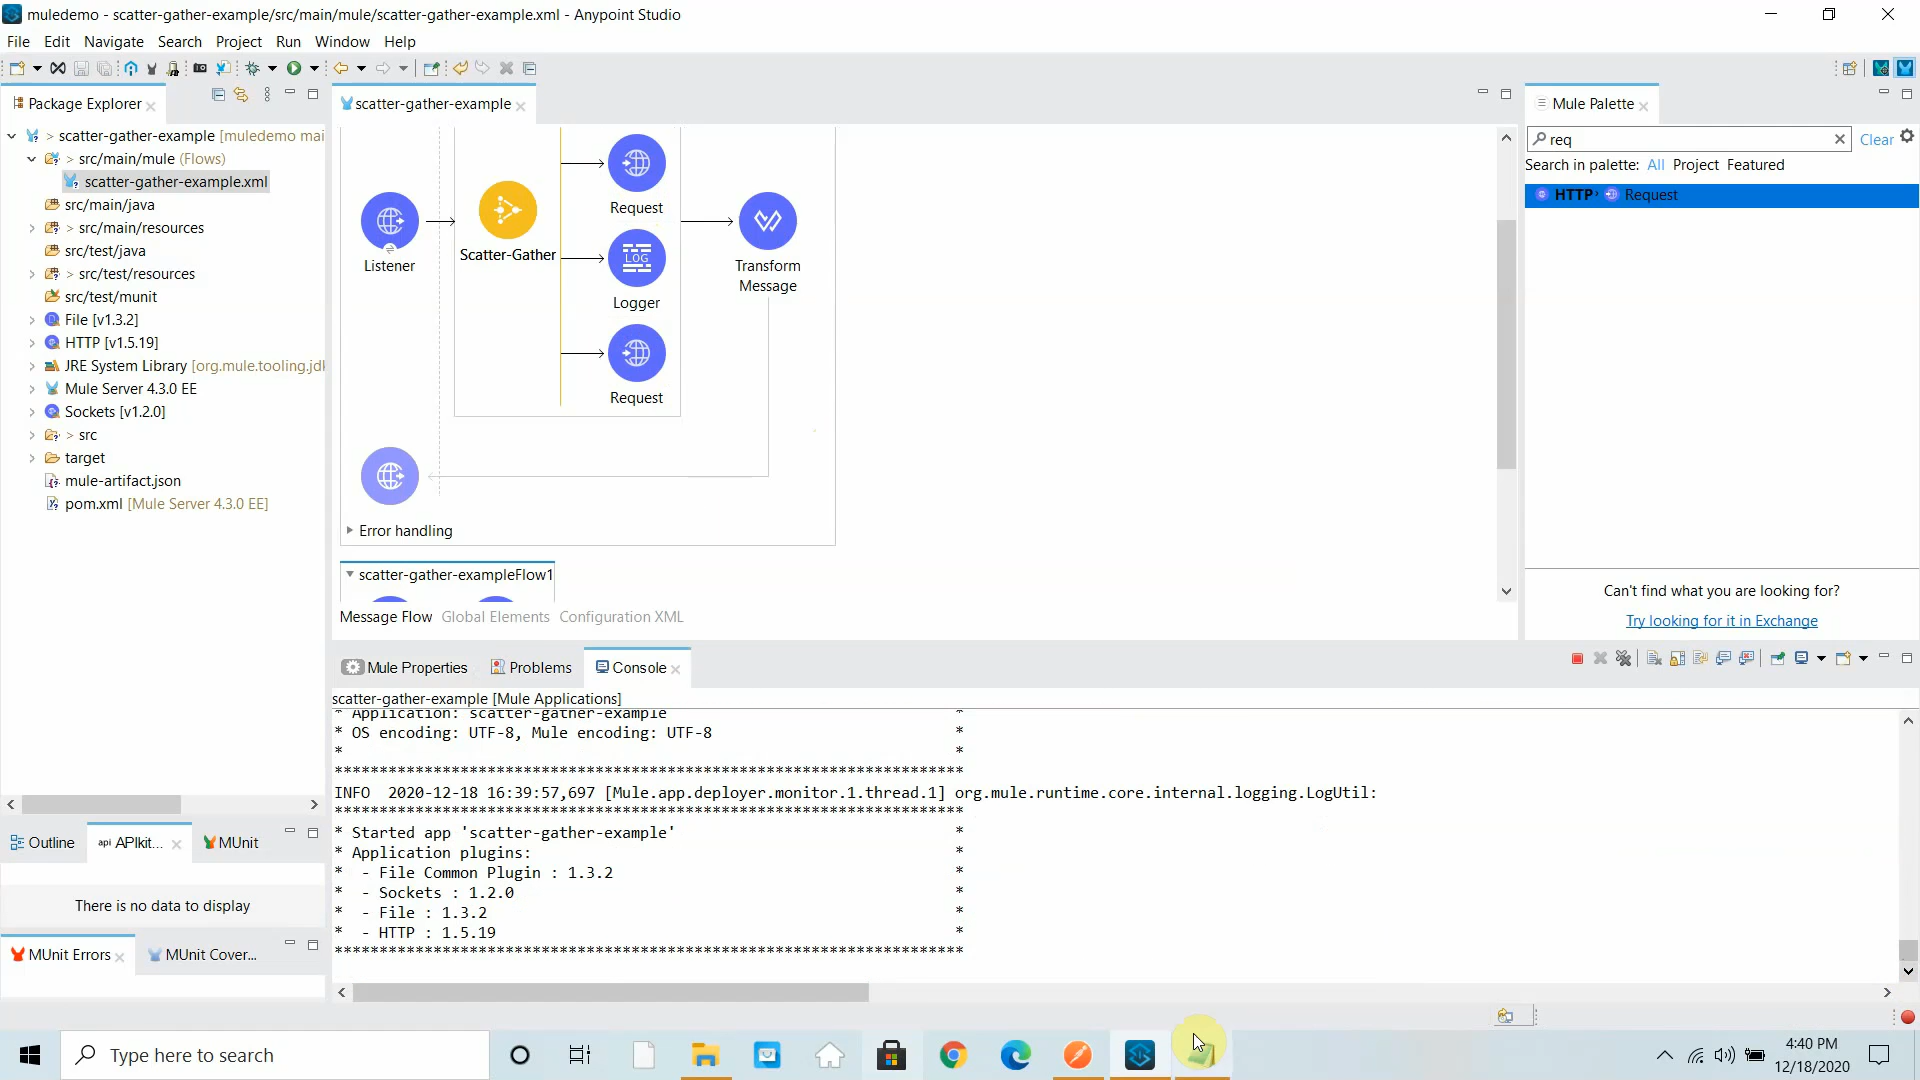 muledemo - scatter-gather-example/src/main/mule/scatter-gather-example.xml - Anypoint Studio
File Edit Navigate Search Project Run Window Help
Package Explorer
scatter-gather-example
Mule Palette
> scatter-gather-example [muledemo mai
> src/main/mule (Flows)
scatter-gather-example.xml
src/main/java
> src/main/resources
src/test/java
> src/test/resources
src/test/munit
File [v1.3.2]
HTTP [v1.5.19]
JRE System Library [org.mule.tooling.jdk
Mule Server 4.3.0 EE
Sockets [v1.2.0]
> src
target
mule-artifact.json
pom.xml [Mule Server 4.3.0 EE]
Listener
Scatter-Gather
Request
LOG
Logger
Request
Transform
Message
Error handling
scatter-gather-exampleFlow1
Message Flow Global Elements Configuration XML
req
Clear
Search in palette: All Project Featured
HTTP Request
Can't find what you are looking for?
Try looking for it in Exchange
Mule Properties Problems Console
scatter-gather-example [Mule Applications]
* Application: scatter-gather-example *
* OS encoding: UTF-8, Mule encoding: UTF-8 *
* *
**********************************************************************
INFO 2020-12-18 16:39:57,697 [Mule.app.deployer.monitor.1.thread.1] org.mule.runtime.core.internal.logging.LogUtil:
**********************************************************************
* Started app 'scatter-gather-example' *
* Application plugins: *
* - File Common Plugin : 1.3.2 *
* - Sockets : 1.2.0 *
* - File : 1.3.2 *
* - HTTP : 1.5.19 *
**********************************************************************
Outline api APIkit... MUnit
There is no data to display
MUnit Errors MUnit Cover...
Type here to search
4:40 PM
12/18/2020